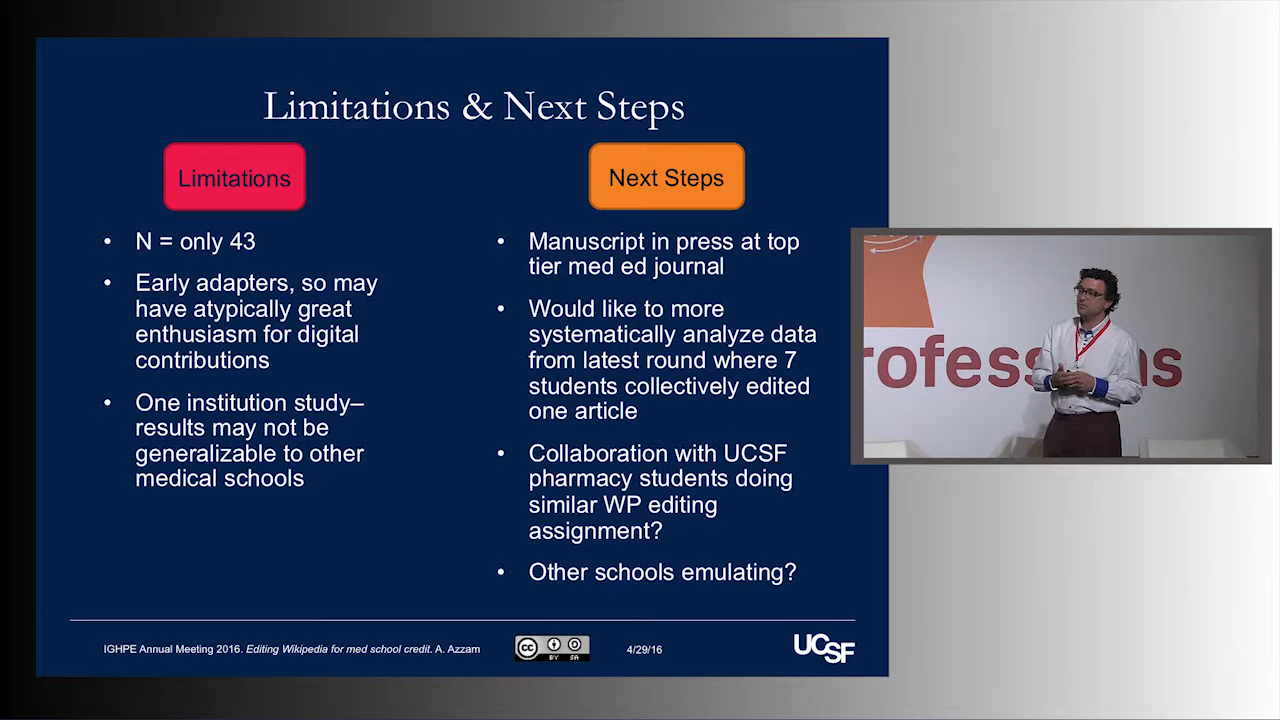 Limitations & Next Steps
Limitations
• N = only 43
• Early adapters, so may
have atypically great
enthusiasm for digital
contributions
• One institution study–
results may not be
generalizable to other
medical schools
Next Steps
• Manuscript in press at top
tier med ed journal
• Would like to more
systematically analyze data
from latest round where 7
students collectively edited
one article
• Collaboration with UCSF
pharmacy students doing
similar WP editing
assignment?
• Other schools emulating?
IGHPE Annual Meeting 2016. Editing Wikipedia for med school credit. A. Azzam
cc
BY SA
4/29/16
UCSF